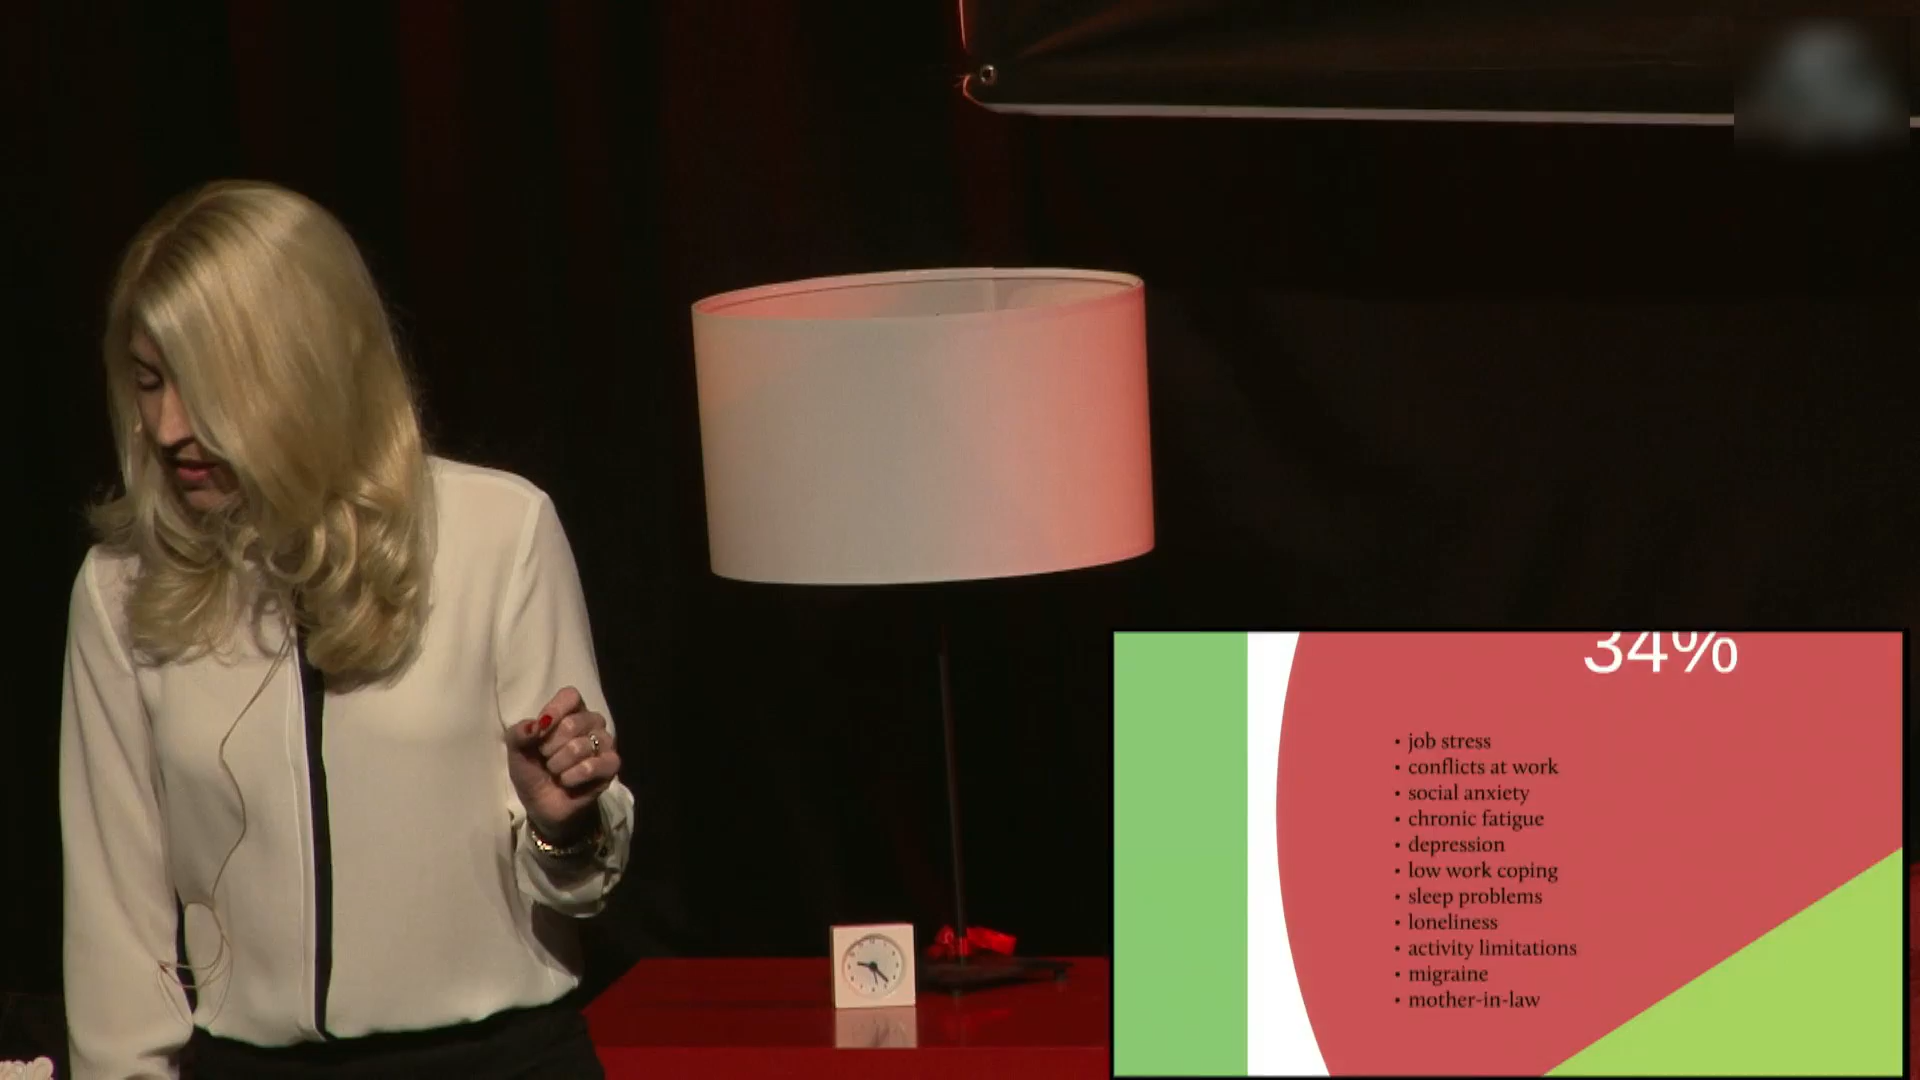 34%
• job stress
• conflicts at work
• social anxiety
• chronic fatigue
• depression
• low work coping
• sleep problems
• loneliness
• activity limitations
• migraine
• mother-in-law